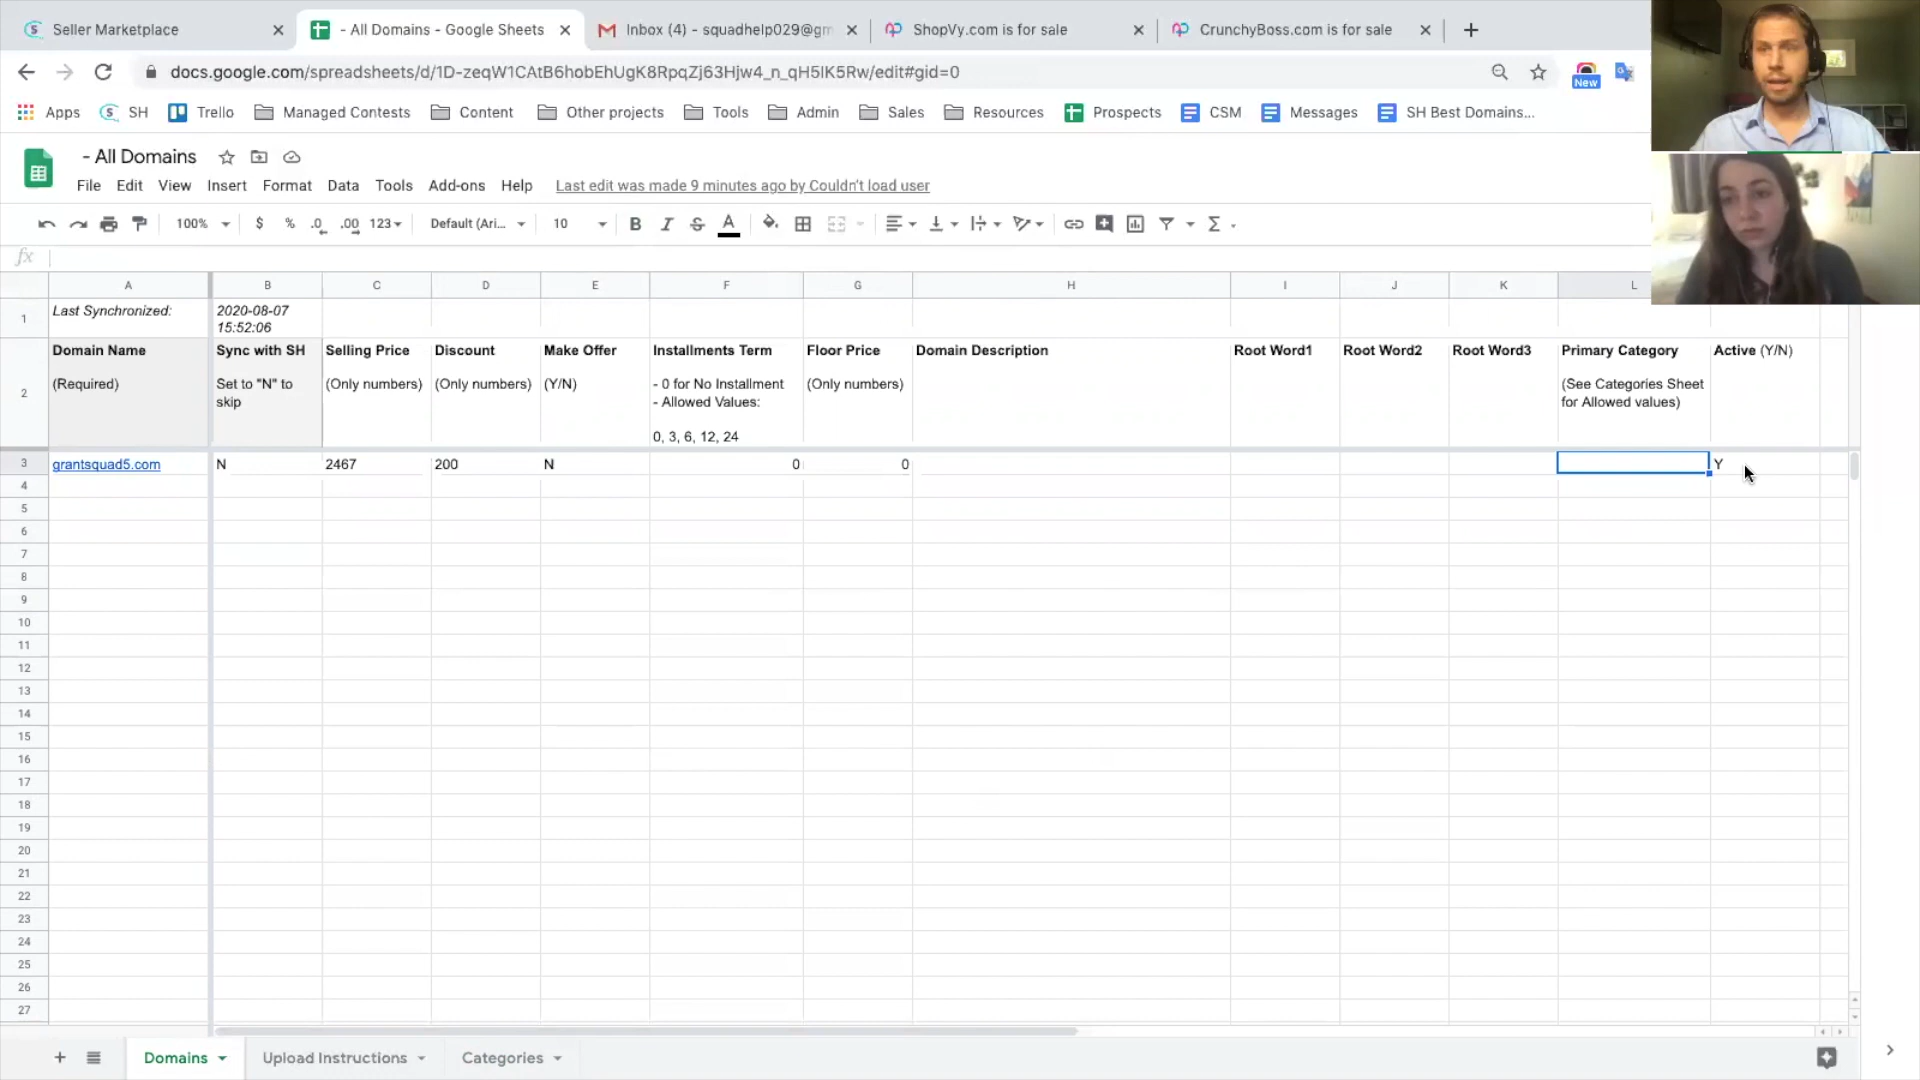 Seller Marketplace
- All Domains - Google Sheets
Inbox (4) - squadhelp029@gm
ShopVy.com is for sale
CrunchyBoss.com is for sale
docs.google.com/spreadsheets/d/1D-zeqW1CAtB6hobEhUgK8RpqZj63Hjw4_n_qH5IK5Rw/edit#gid=0
New
Apps
SH
Trello
Managed Contests
Content
Other projects
Tools
Admin
Sales
Resources
Prospects
CSM
Messages
SH Best Domains...
- All Domains
File Edit View Insert Format Data Tools Add-ons Help Last edit was made 9 minutes ago by Couldn't load user
100% $ % .0 .00 123 Default (Ari... 10 B I S A Σ
fx
A B C D E F G H I J K L
1 Last Synchronized: 2020-08-07
15:52:06
2
Domain Name
(Required)
Sync with SH
Set to "N" to
skip
Selling Price
(Only numbers)
Discount
(Only numbers)
Make Offer
(Y/N)
Installments Term
- 0 for No Installment
- Allowed Values:
0, 3, 6, 12, 24
Floor Price
(Only numbers)
Domain Description
Root Word1
Root Word2
Root Word3
Primary Category
(See Categories Sheet
for Allowed values)
Active (Y/N)
3 grantsquad5.com N 2467 200 N 0 0 Y
4
5
6
7
8
9
10
11
12
13
14
15
16
17
18
19
20
21
22
23
24
25
26
27
Domains
Upload Instructions
Categories